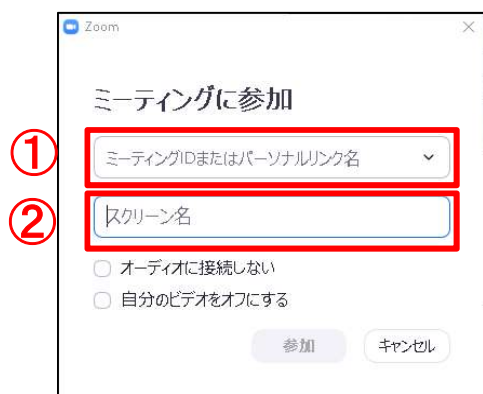 Zoom
ミーティングに参加
①
ミーティングIDまたはパーソナルリンク名
②
スクリーン名
オーディオに接続しない
自分のビデオをオフにする
参加 キャンセル